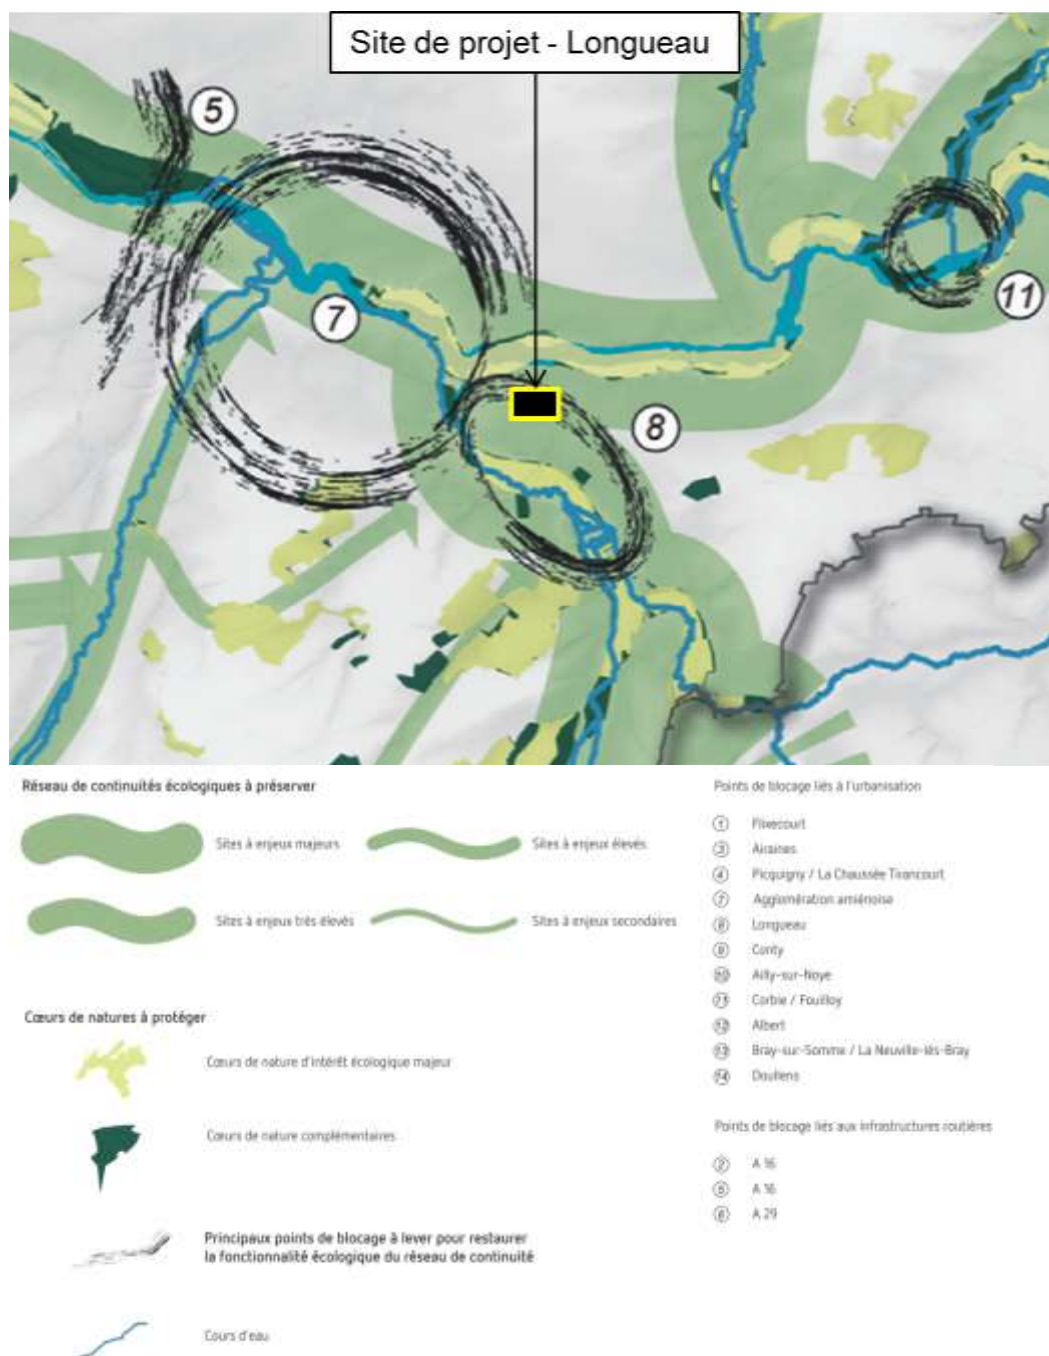 Site de projet - Longueau
5
7
8
11
Réseau de continuités écologiques à préserver
Sites à enjeux majeurs
Sites à enjeux élevés
Sites à enjeux très élevés
Sites à enjeux secondaires
Cœurs de natures à protéger
Cœurs de nature d'intérêt écologique majeur
Cœurs de nature complémentaires
Principaux points de blocage à lever pour restaurer
la fonctionnalité écologique du réseau de continuité
Cours d'eau
Points de blocage liés à l'urbanisation
1 Flixecourt
3 Airaines
4 Picquigny / La Chaussée Tirancourt
7 Agglomération amiénoise
8 Longueau
9 Conty
10 Ailly-sur-Noye
11 Corbie / Fouilloy
12 Albert
13 Bray-sur-Somme / La Neuville-lès-Bray
14 Doullens
Points de blocage liés aux infrastructures routières
2 A 16
5 A 16
6 A 29